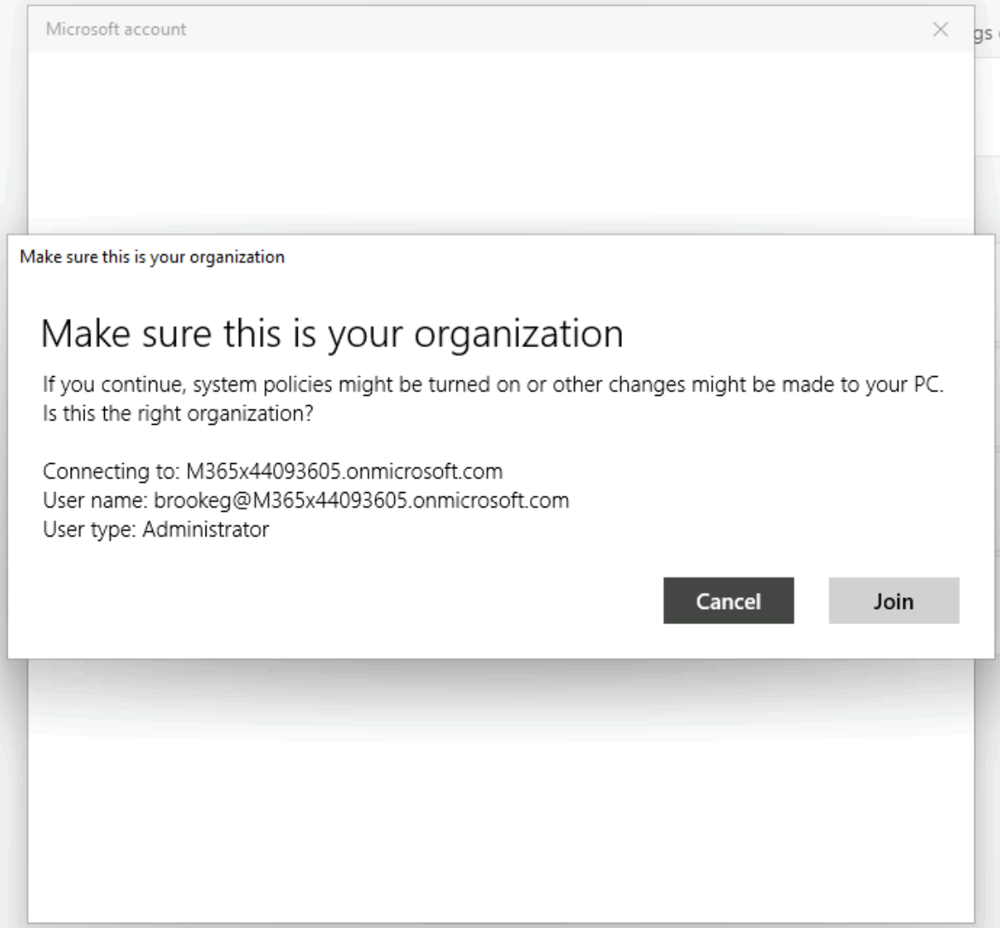 Microsoft account
gs
Make sure this is your organization
Make sure this is your organization
If you continue, system policies might be turned on or other changes might be made to your PC.
Is this the right organization?
Connecting to: M365x44093605.onmicrosoft.com
User name: brookeg@M365x44093605.onmicrosoft.com
User type: Administrator
Cancel
Join